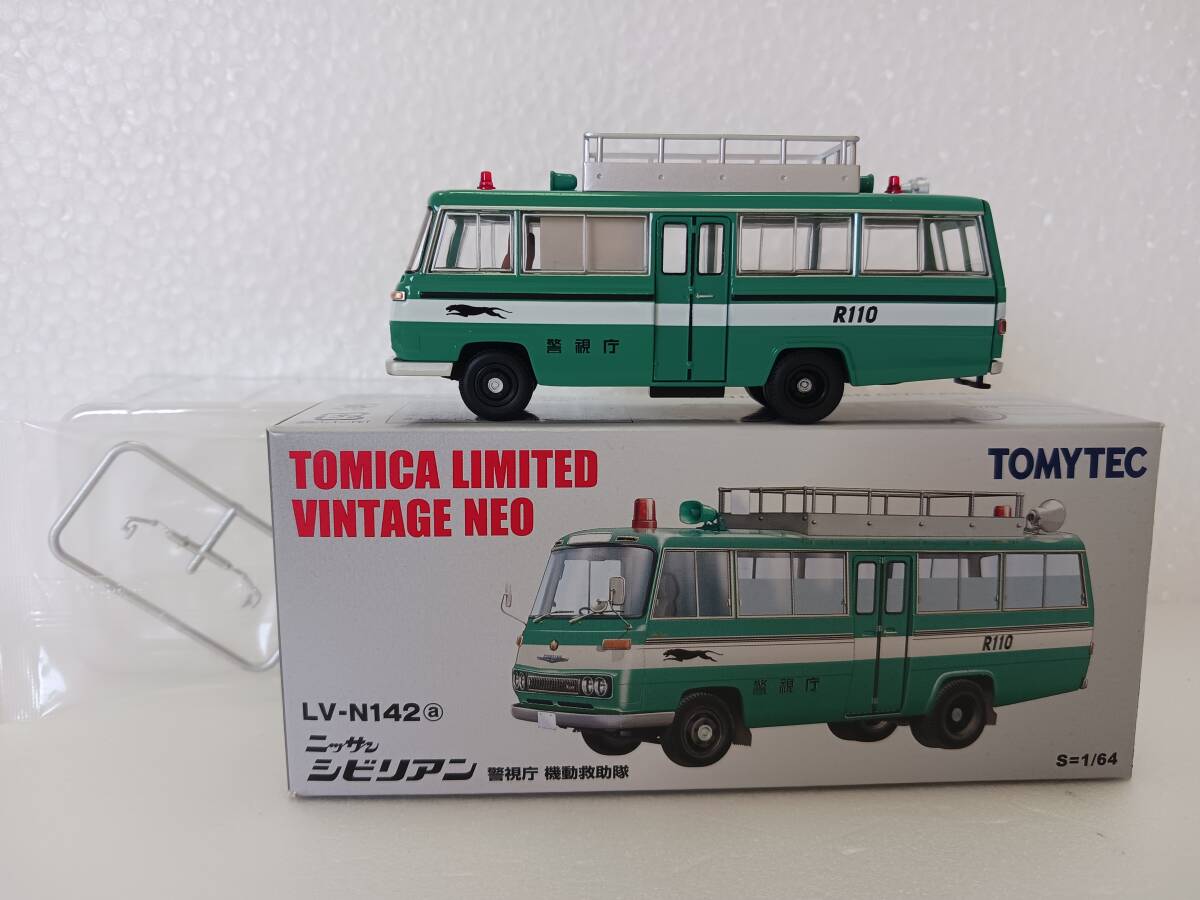 R110
警視庁
TOMICA LIMITED
VINTAGE NEO
TOMYTEC
R110
警視庁
LV-N142ⓐ
ニッサン
シビリアン 警視庁 機動救助隊
S=1/64